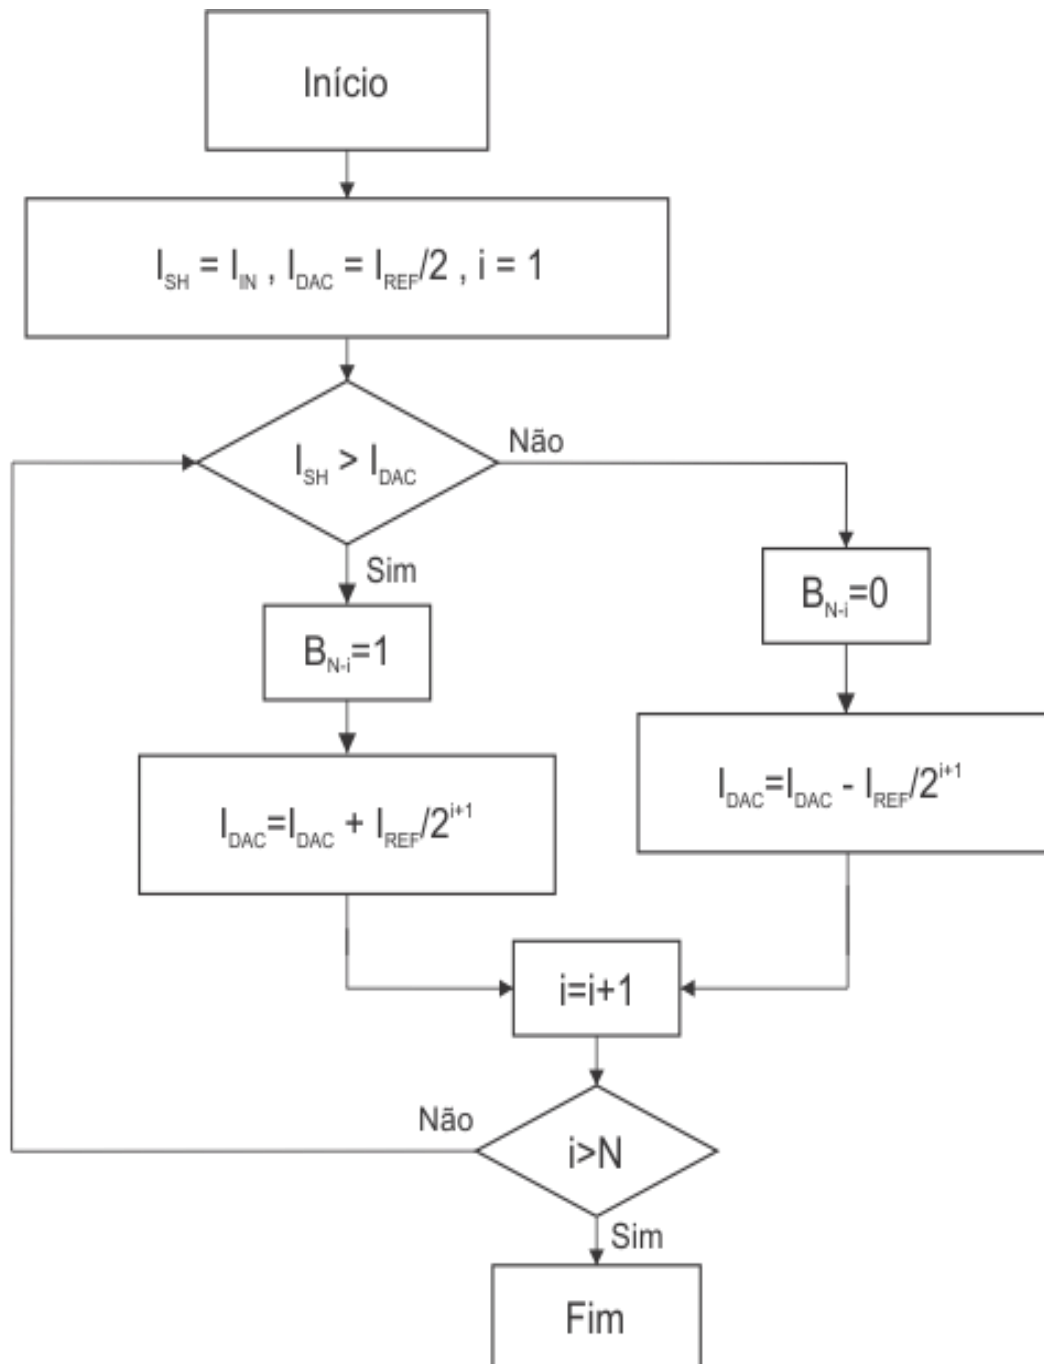 Início
I_SH = I_IN , I_DAC = I_REF/2 , i = 1
I_SH > I_DAC
Não
Sim
B_N-i=0
B_N-i=1
I_DAC=I_DAC - I_REF/2^i+1
I_DAC=I_DAC + I_REF/2^i+1
i=i+1
Não
i>N
Sim
Fim